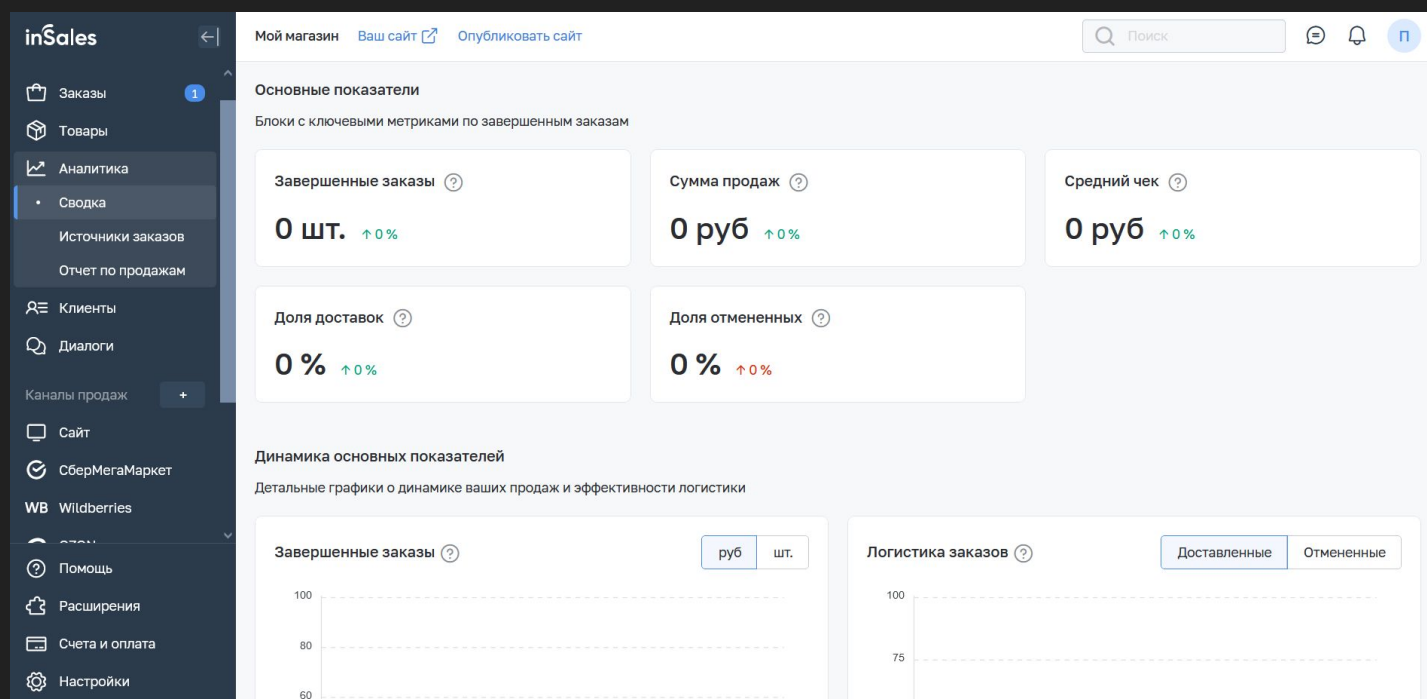 inSales
Мой магазин Ваш сайт Опубликовать сайт Поиск П
Заказы 1
Товары
Аналитика
Сводка
Источники заказов
Отчет по продажам
Клиенты
Диалоги
Каналы продаж +
Сайт
СберМегаМаркет
WB Wildberries
Помощь
Расширения
Счета и оплата
Настройки
Основные показатели
Блоки с ключевыми метриками по завершенным заказам
Завершенные заказы ?
0 шт. ↑ 0 %
Сумма продаж ?
0 руб ↑ 0 %
Средний чек ?
0 руб ↑ 0 %
Доля доставок ?
0 % ↑ 0 %
Доля отмененных ?
0 % ↑ 0 %
Динамика основных показателей
Детальные графики о динамике ваших продаж и эффективности логистики
Завершенные заказы ? руб шт.
100
80
60
Логистика заказов ? Доставленные Отмененные
100
75